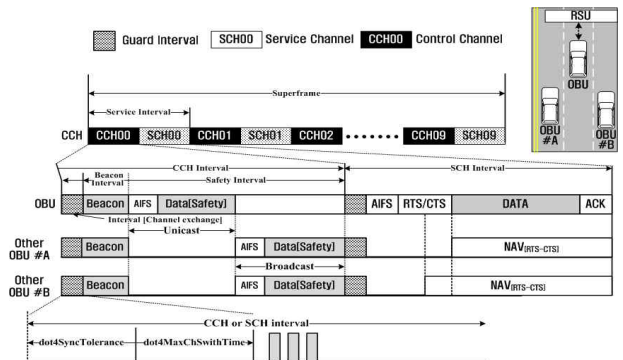 RSU
Guard Interval SCH00 Service Channel CCH00 Control Channel
OBU
OBU #A
OBU #B
Superframe
Service Interval
CCH CCH00 SCH00 CCH01 SCH01 CCH02 CCH09 SCH09
CCH Interval SCH Interval
Beacon Interval Safety Interval
OBU Beacon AIFS Data(Safety) AIFS RTS/CTS DATA ACK
Interval [Channel exchange]
Unicast
Other OBU #A Beacon AIFS Data(Safety) NAV[RTS-CTS]
Broadcast
Other OBU #B Beacon AIFS Data(Safety) NAV[RTS-CTS]
CCH or SCH interval
dot4SyncTolerance dot4MaxChSwithTime